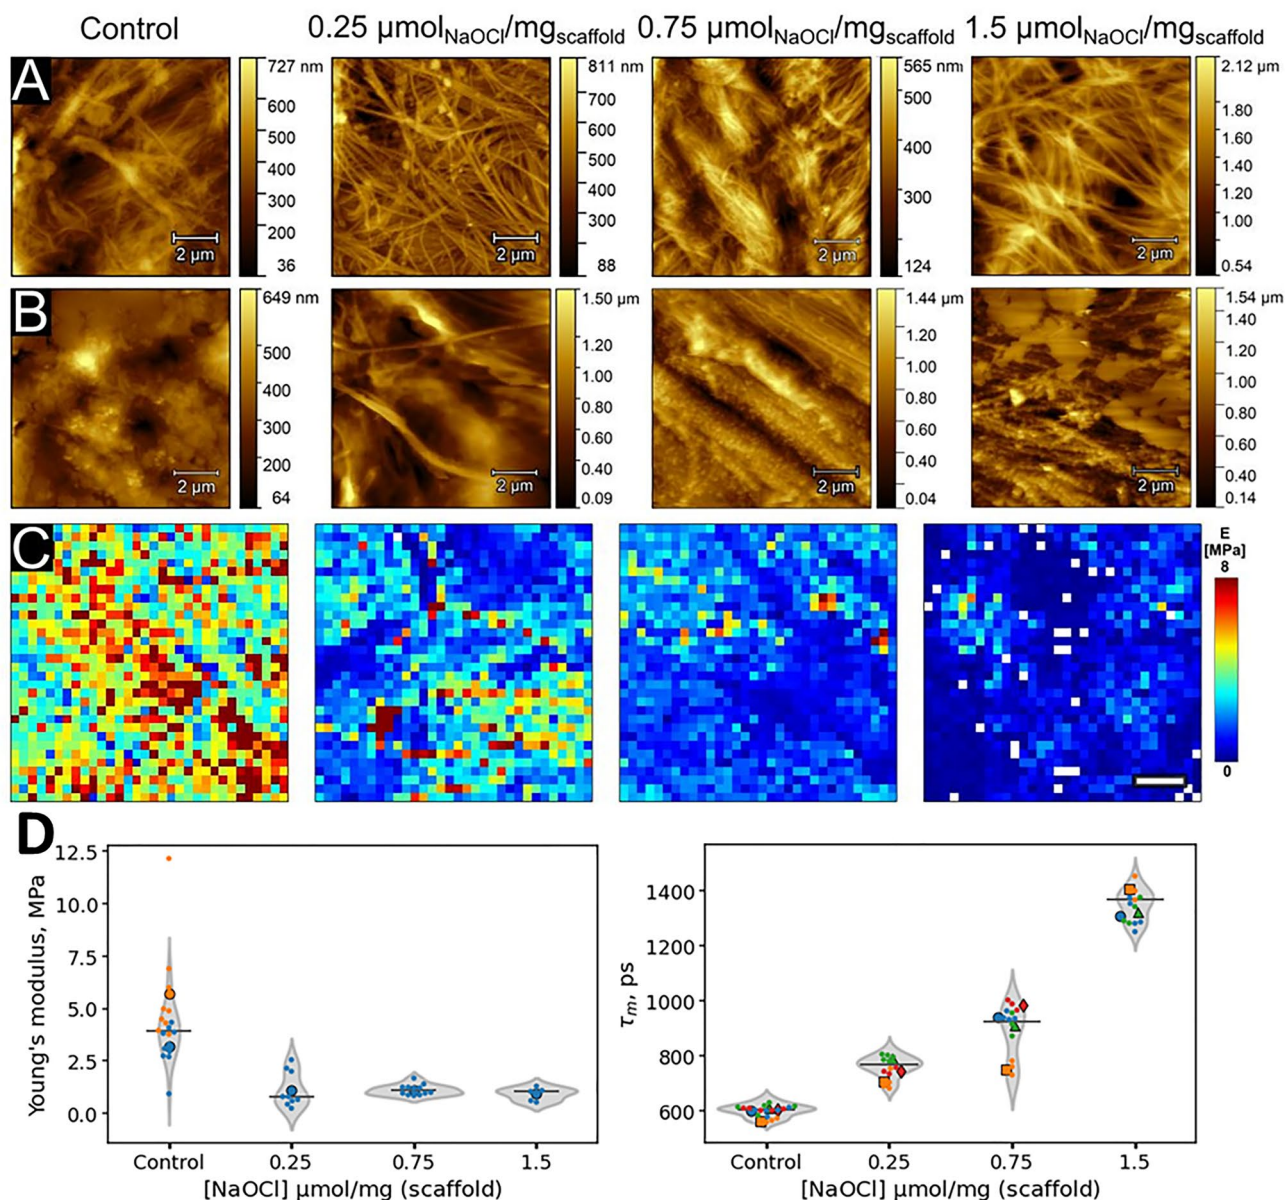 Control
0.25 µmolNaOCl/mgscaffold
0.75 µmolNaOCl/mgscaffold
1.5 µmolNaOCl/mgscaffold
A
727 nm
600
500
400
300
200
36
2 µm
811 nm
700
600
500
400
300
88
2 µm
565 nm
500
400
300
124
2 µm
2.12 µm
1.80
1.60
1.40
1.20
1.00
0.54
2 µm
B
649 nm
500
400
300
200
64
2 µm
1.50 µm
1.20
1.00
0.80
0.60
0.40
0.09
2 µm
1.44 µm
1.20
1.00
0.80
0.60
0.40
0.04
2 µm
1.54 µm
1.40
1.20
1.00
0.80
0.60
0.40
0.14
2 µm
C
E
[MPa]
8
0
D
Young's modulus, MPa
12.5
10.0
7.5
5.0
2.5
0.0
Control 0.25 0.75 1.5
[NaOCl] µmol/mg (scaffold)
τm, ps
1400
1200
1000
800
600
Control 0.25 0.75 1.5
[NaOCl] µmol/mg (scaffold)